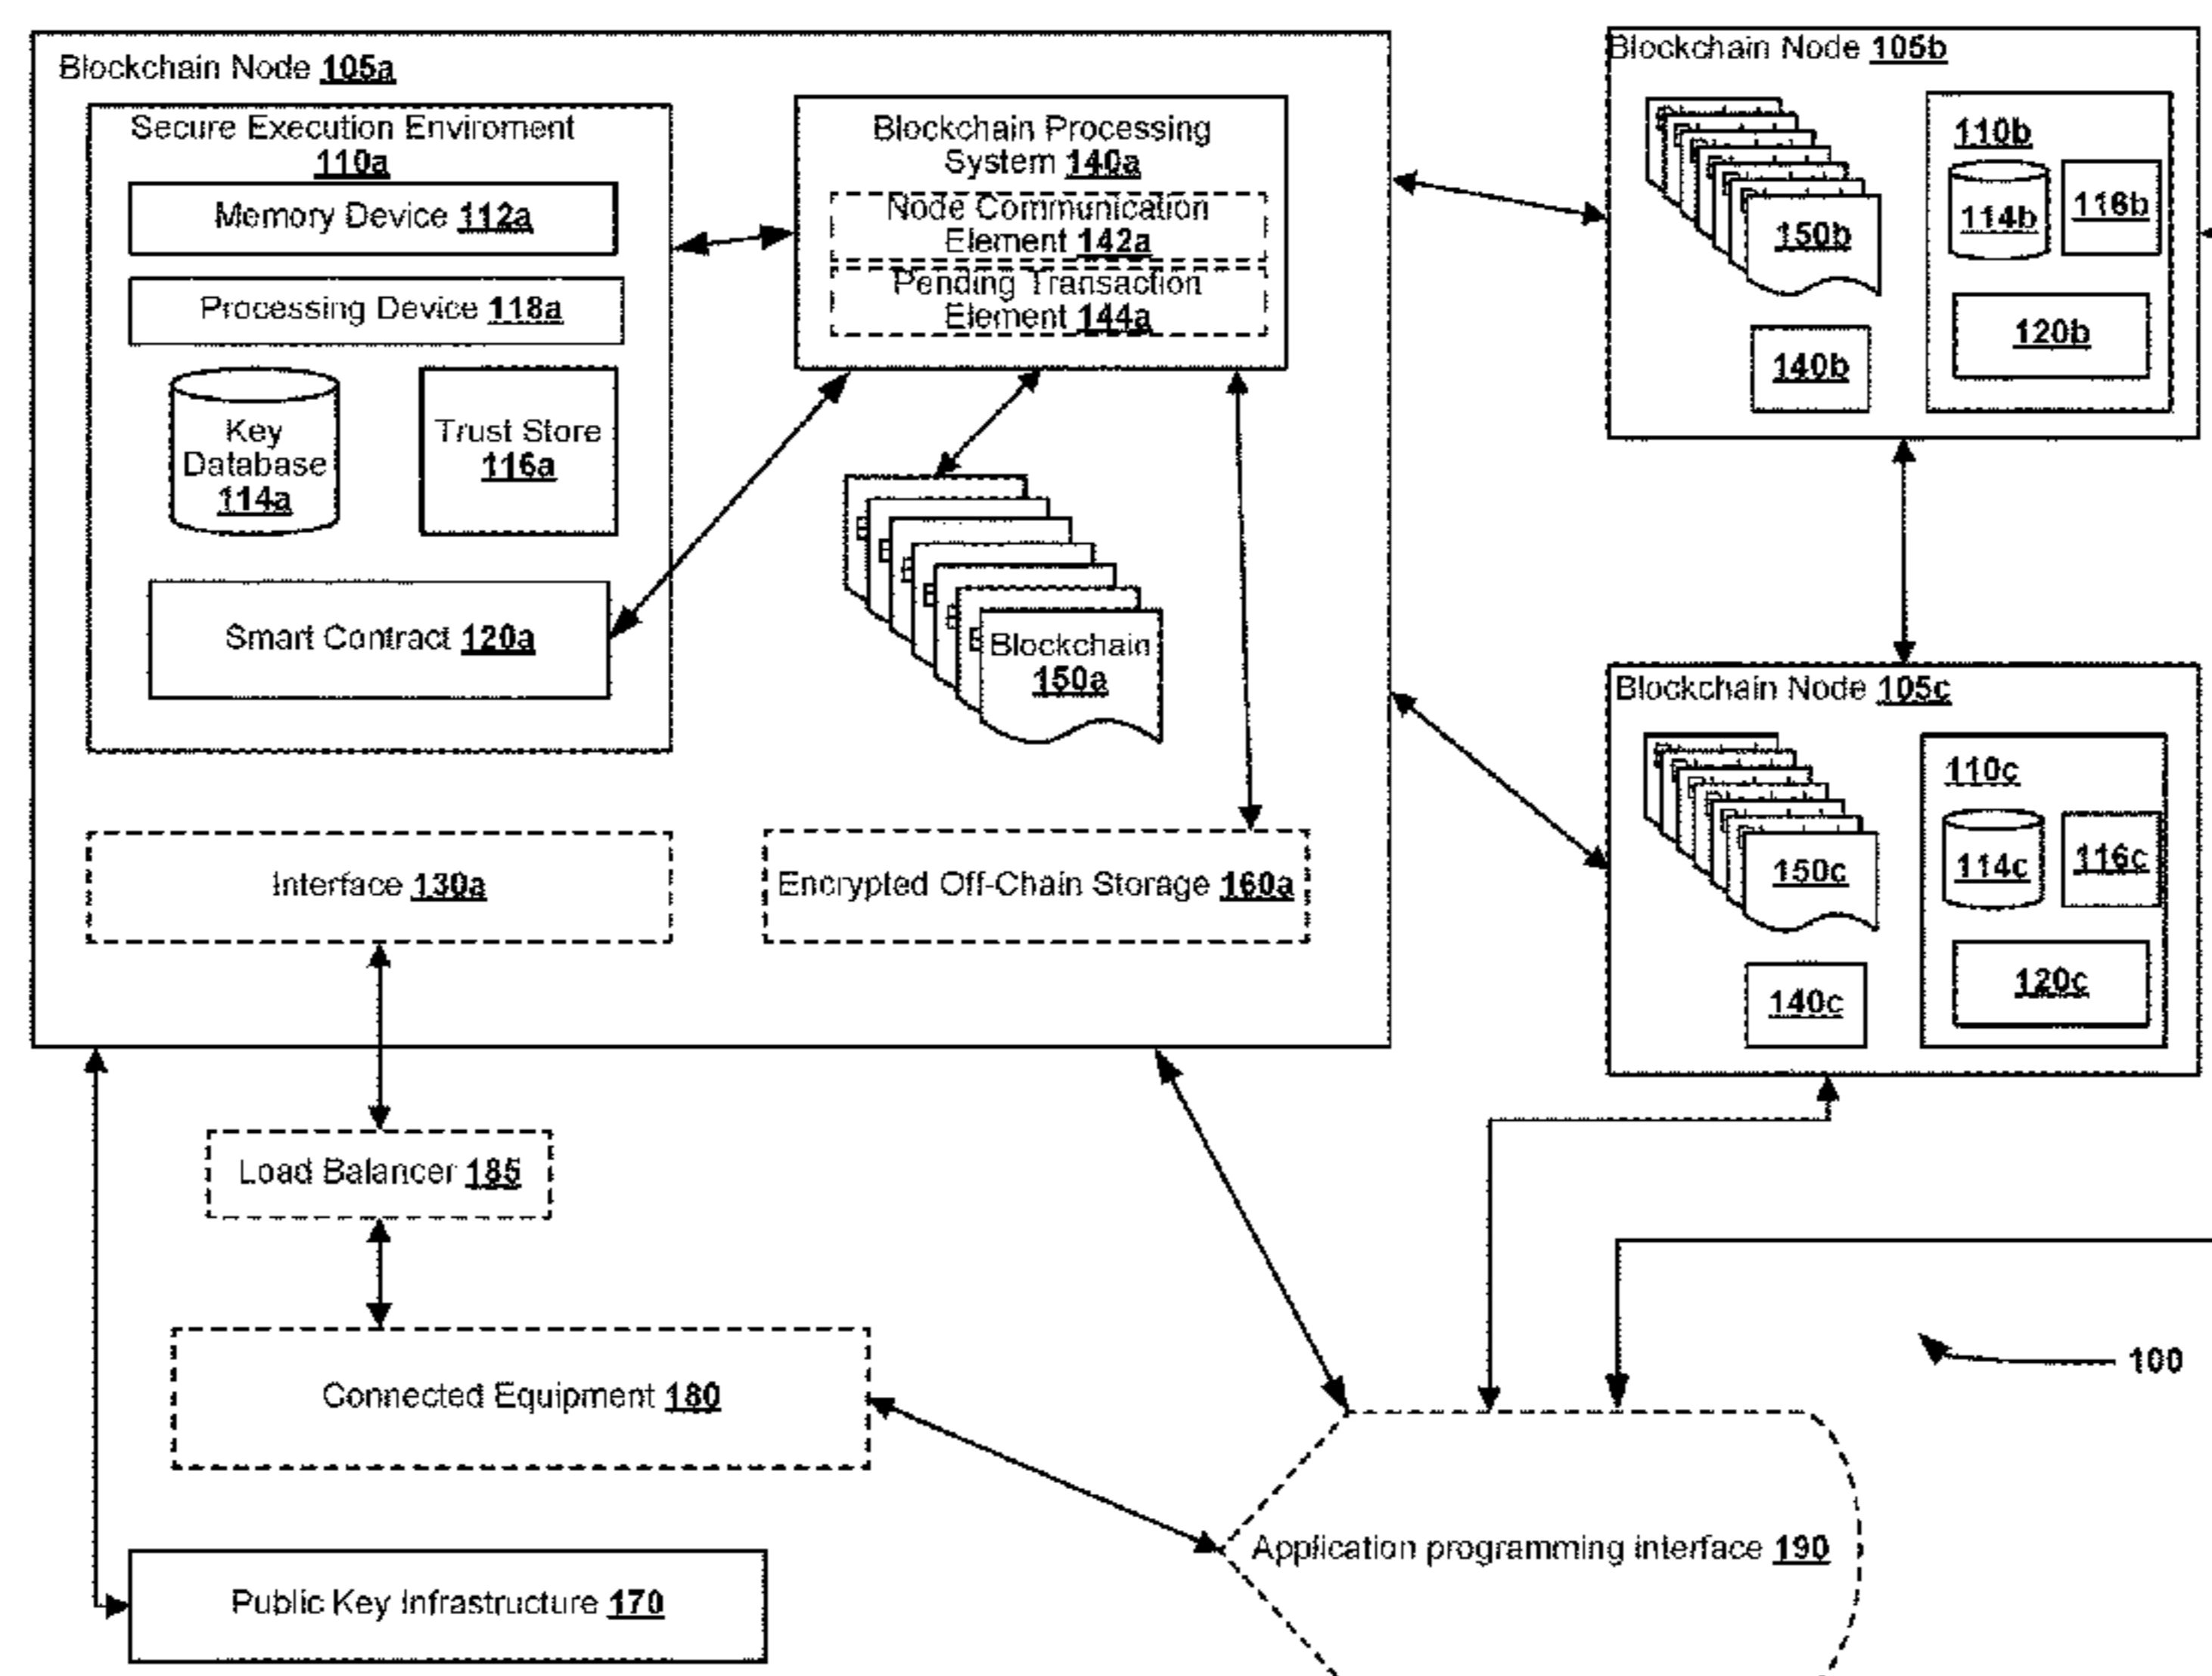 Blockchain Node 105a
Secure Execution Enviroment
110a
Memory Device 112a
Processing Device 118a
Key
Database
114a
Trust Store
116a
Smart Contract 120a
Blockchain Processing
System 140a
Node Communication
Element 142a
Pending Transaction
Element 144a
Blockchain
150a
Interface 130a
Encrypted Off-Chain Storage 160a
Blockchain Node 105b
150b
140b
110b
114b
116b
120b
Blockchain Node 105c
150c
140c
110c
114c
116c
120c
Load Balancer 185
Connected Equipment 180
Public Key Infrastructure 170
Application programming interface 190
100